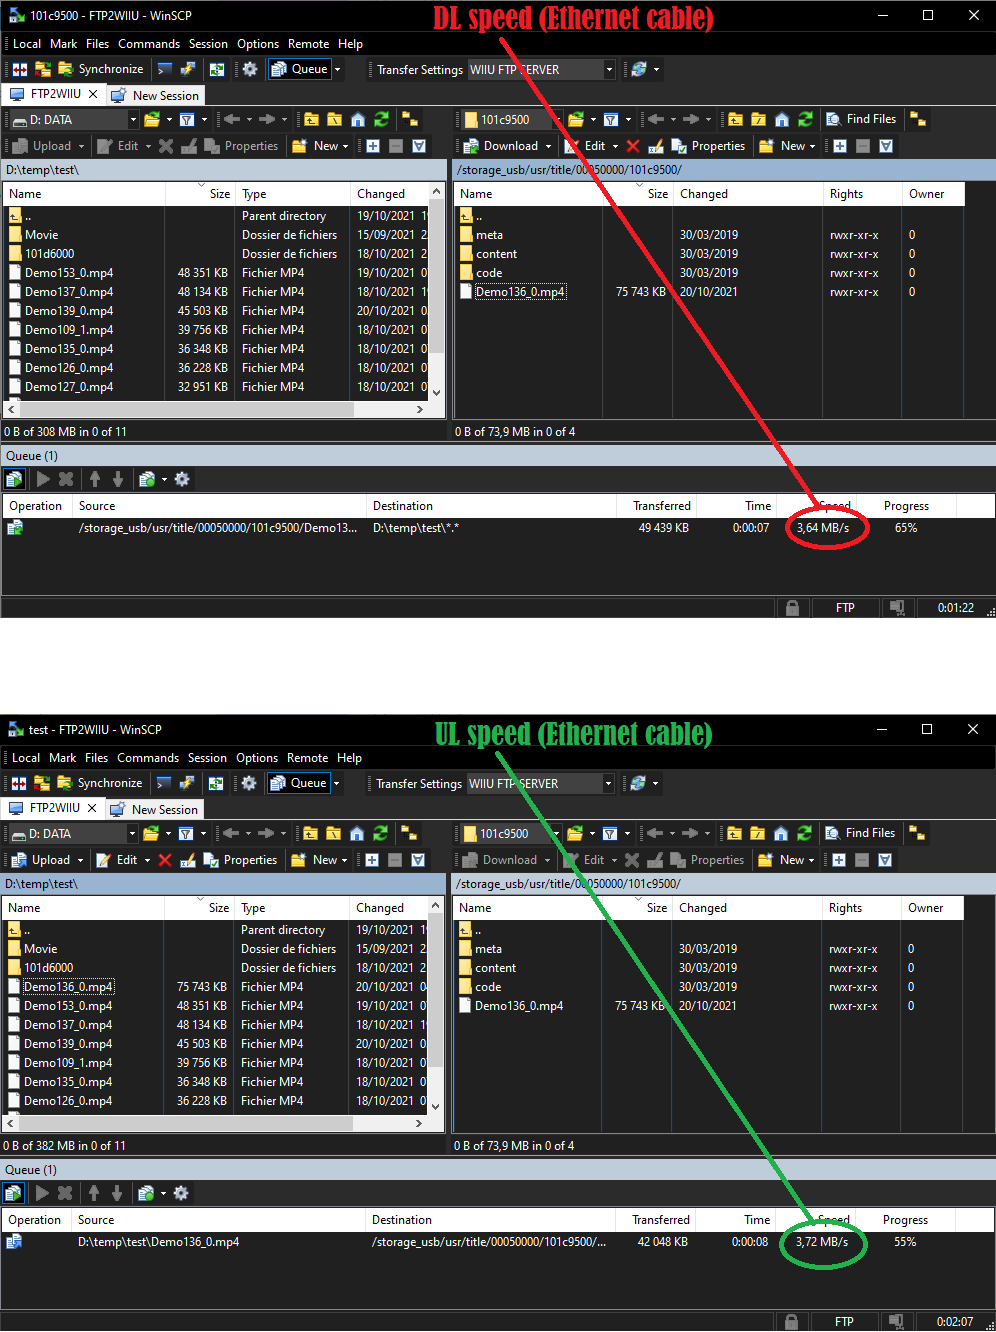 101c9500 - FTP2WIIU - WinSCP
DL speed (Ethernet cable)
Local Mark Files Commands Session Options Remote Help
Synchronize Queue Transfer Settings WIIU FTP SERVER
FTP2WIIU New Session
D: DATA 101c9500 Find Files
Upload Edit Properties New Download Edit Properties New
D:\temp\test\ /storage_usb/usr/title/00050000/101c9500/
Name Size Type Changed Name Size Changed Rights Owner
.. Parent directory 19/10/2021 ..
Movie Dossier de fichiers 15/09/2021 2 meta 30/03/2019 rwxr-xr-x 0
101d6000 Dossier de fichiers 18/10/2021 2 content 30/03/2019 rwxr-xr-x 0
Demo153_0.mp4 48 351 KB Fichier MP4 19/10/2021 0 code 30/03/2019 rwxr-xr-x 0
Demo137_0.mp4 48 134 KB Fichier MP4 18/10/2021 Demo136_0.mp4 75 743 KB 20/10/2021 rwxr-xr-x 0
Demo139_0.mp4 45 503 KB Fichier MP4 20/10/2021 0
Demo109_1.mp4 39 756 KB Fichier MP4 18/10/2021 0
Demo135_0.mp4 36 348 KB Fichier MP4 18/10/2021 0
Demo126_0.mp4 36 228 KB Fichier MP4 18/10/2021 0
Demo127_0.mp4 32 951 KB Fichier MP4 18/10/2021 0
0 B of 308 MB in 0 of 11 0 B of 73,9 MB in 0 of 4
Queue (1)
Operation Source Destination Transferred Time Speed Progress
/storage_usb/usr/title/00050000/101c9500/Demo13... D:\temp\test\*.* 49 439 KB 0:00:07 3,64 MB/s 65%
FTP 0:01:22
test - FTP2WIIU - WinSCP
UL speed (Ethernet cable)
Local Mark Files Commands Session Options Remote Help
Synchronize Queue Transfer Settings WIIU FTP SERVER
FTP2WIIU New Session
D: DATA 101c9500 Find Files
Upload Edit Properties New Download Edit Properties New
D:\temp\test\ /storage_usb/usr/title/00050000/101c9500/
Name Size Type Changed Name Size Changed Rights Owner
.. Parent directory 19/10/2021 ..
Movie Dossier de fichiers 15/09/2021 2 meta 30/03/2019 rwxr-xr-x 0
101d6000 Dossier de fichiers 18/10/2021 2 content 30/03/2019 rwxr-xr-x 0
Demo136_0.mp4 75 743 KB Fichier MP4 20/10/2021 0 code 30/03/2019 rwxr-xr-x 0
Demo153_0.mp4 48 351 KB Fichier MP4 19/10/2021 0 Demo136_0.mp4 75 743 KB 20/10/2021 rwxr-xr-x 0
Demo137_0.mp4 48 134 KB Fichier MP4 18/10/2021
Demo139_0.mp4 45 503 KB Fichier MP4 20/10/2021 0
Demo109_1.mp4 39 756 KB Fichier MP4 18/10/2021 0
Demo135_0.mp4 36 348 KB Fichier MP4 18/10/2021 0
Demo126_0.mp4 36 228 KB Fichier MP4 18/10/2021 0
0 B of 382 MB in 0 of 11 0 B of 73,9 MB in 0 of 4
Queue (1)
Operation Source Destination Transferred Time Speed Progress
D:\temp\test\Demo136_0.mp4 /storage_usb/usr/title/00050000/101c9500/... 42 048 KB 0:00:08 3,72 MB/s 55%
FTP 0:02:07